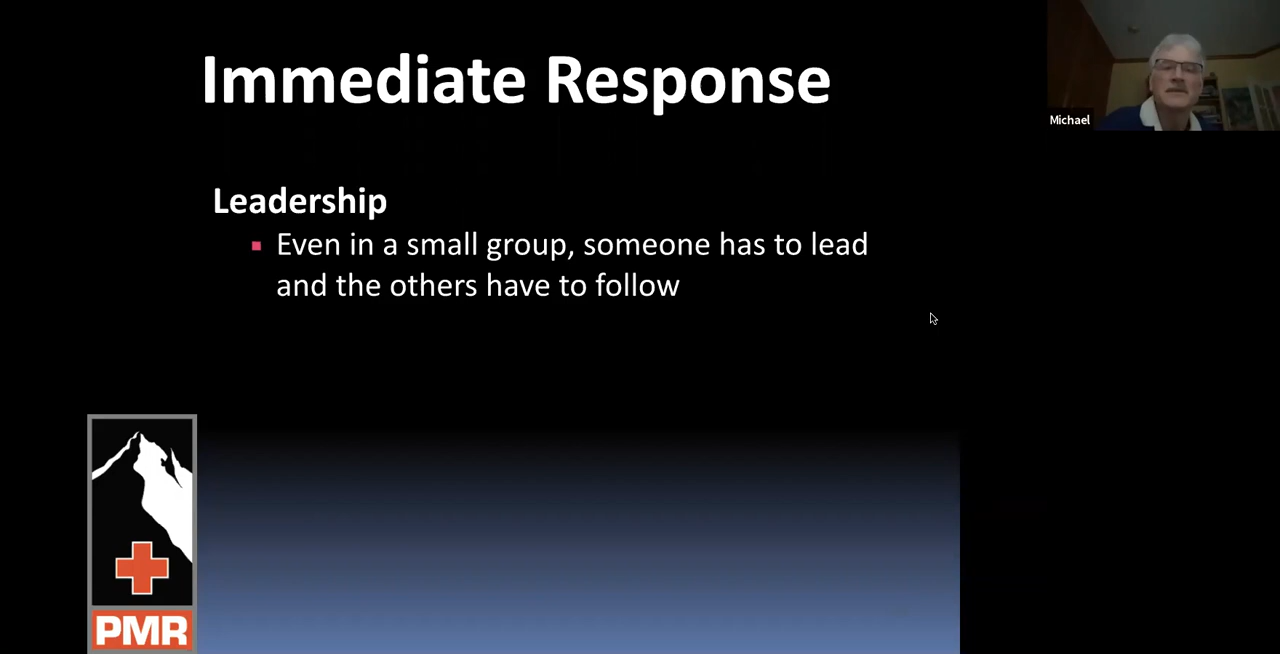 Immediate Response
Michael
Leadership
Even in a small group, someone has to lead
and the others have to follow
PMR